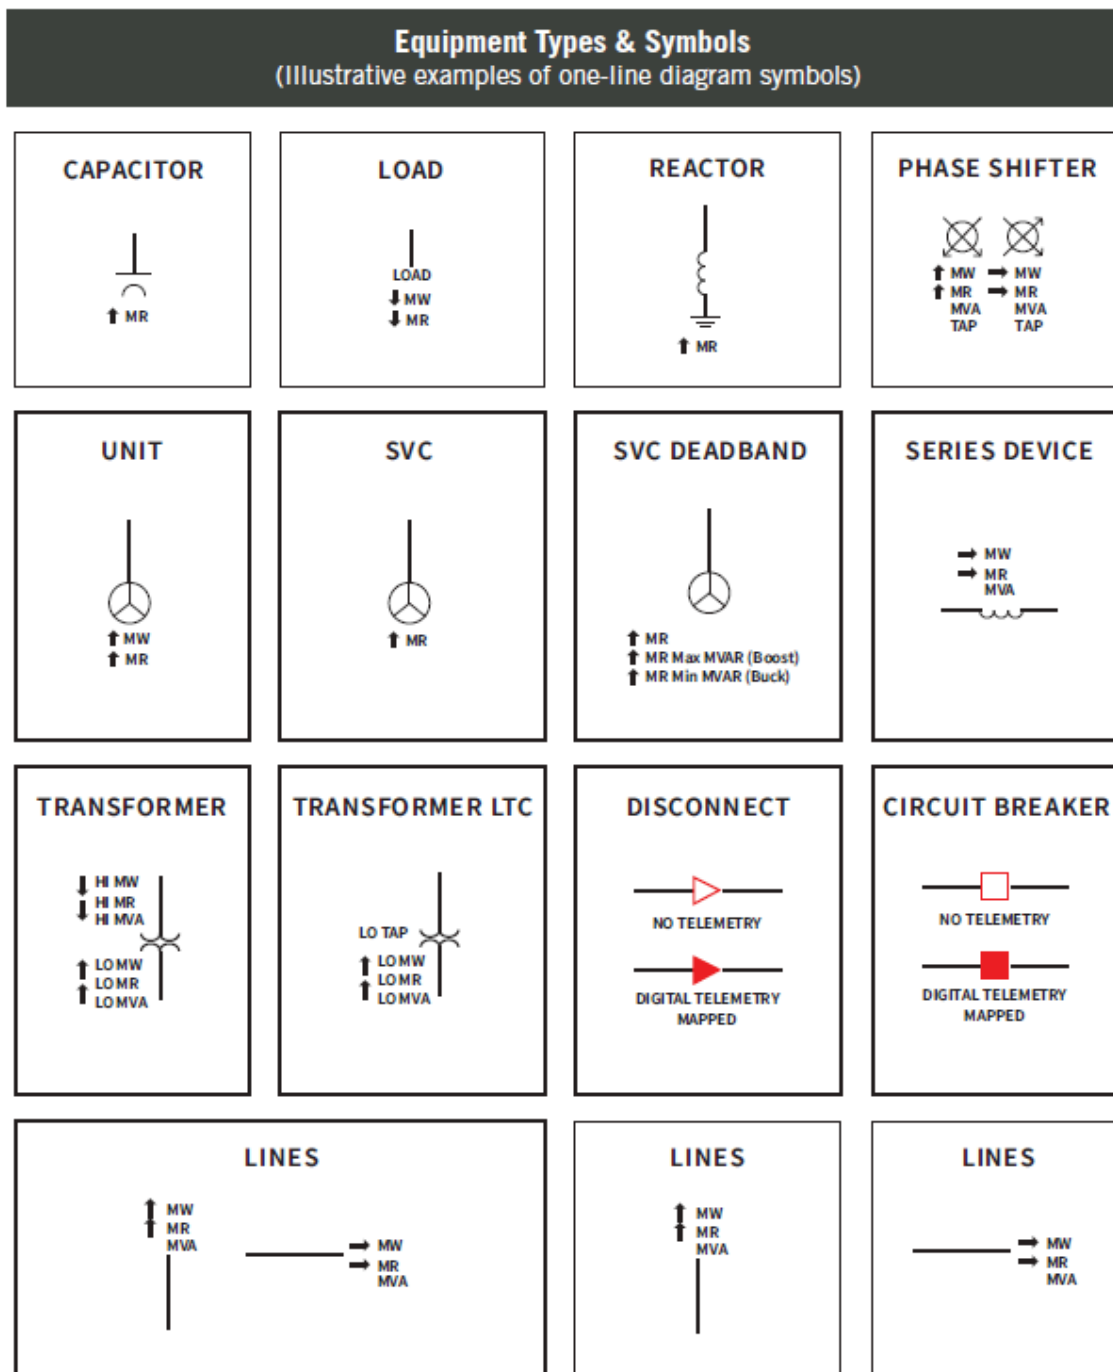 Equipment Types & Symbols
(Illustrative examples of one-line diagram symbols)
CAPACITOR
MR
LOAD
LOAD
MW
MR
REACTOR
MR
PHASE SHIFTER
MW MW
MR MR
MVA MVA
TAP TAP
UNIT
MW
MR
SVC
MR
SVC DEADBAND
MR
MR Max MVAR (Boost)
MR Min MVAR (Buck)
SERIES DEVICE
MW
MR
MVA
TRANSFORMER
HI MW
HI MR
HI MVA
LO MW
LO MR
LO MVA
TRANSFORMER LTC
LO TAP
LO MW
LO MR
LO MVA
DISCONNECT
NO TELEMETRY
DIGITAL TELEMETRY
MAPPED
CIRCUIT BREAKER
NO TELEMETRY
DIGITAL TELEMETRY
MAPPED
LINES
MW
MR
MVA
MW
MR
MVA
LINES
MW
MR
MVA
LINES
MW
MR
MVA